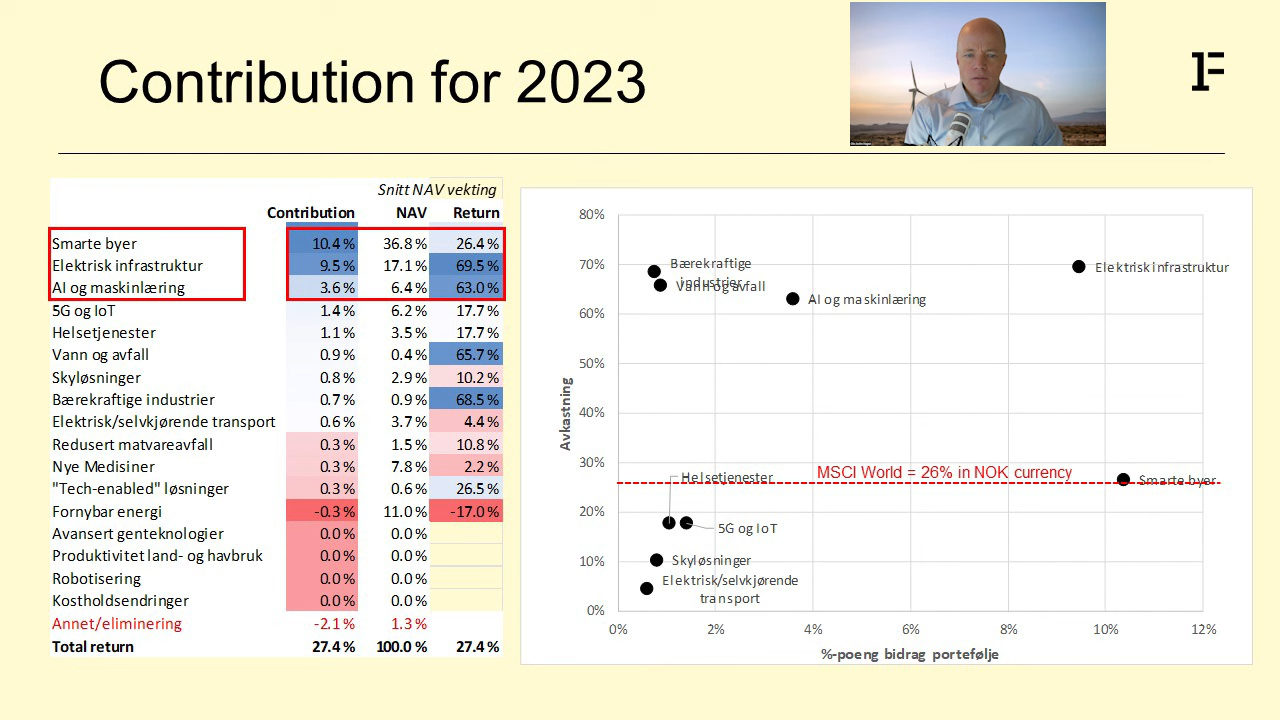 Contribution for 2023
1F
Snitt NAV vekting
Contribution NAV Return
Smarte byer 10.4 % 36.8 % 26.4 %
Elektrisk infrastruktur 9.5 % 17.1 % 69.5 %
AI og maskinlæring 3.6 % 6.4 % 63.0 %
5G og IoT 1.4 % 6.2 % 17.7 %
Helsetjenester 1.1 % 3.5 % 17.7 %
Vann og avfall 0.9 % 0.4 % 65.7 %
Skyløsninger 0.8 % 2.9 % 10.2 %
Bærekraftige industrier 0.7 % 0.9 % 68.5 %
Elektrisk/selvkjørende transport 0.6 % 3.7 % 4.4 %
Redusert matvareavfall 0.3 % 1.5 % 10.8 %
Nye Medisiner 0.3 % 7.8 % 2.2 %
"Tech-enabled" løsninger 0.3 % 0.6 % 26.5 %
Fornybar energi -0.3 % 11.0 % -17.0 %
Avansert genteknologier 0.0 % 0.0 %
Produktivitet land- og havbruk 0.0 % 0.0 %
Robotisering 0.0 % 0.0 %
Kostholdsendringer 0.0 % 0.0 %
Annet/eliminering -2.1 % 1.3 %
Total return 27.4 % 100.0 % 27.4 %
80%
70%
60%
50%
40%
30%
20%
10%
0%
Avkastning
Bærekraftige
industrier
Vann og avfall
AI og maskinlæring
Elektrisk infrastruktur
MSCI World = 26% in NOK currency
Helsetjenester
Smarte byer
5G og IoT
Skyløsninger
Elektrisk/selvkjørende
transport
0% 2% 4% 6% 8% 10% 12%
%-poeng bidrag portefølje